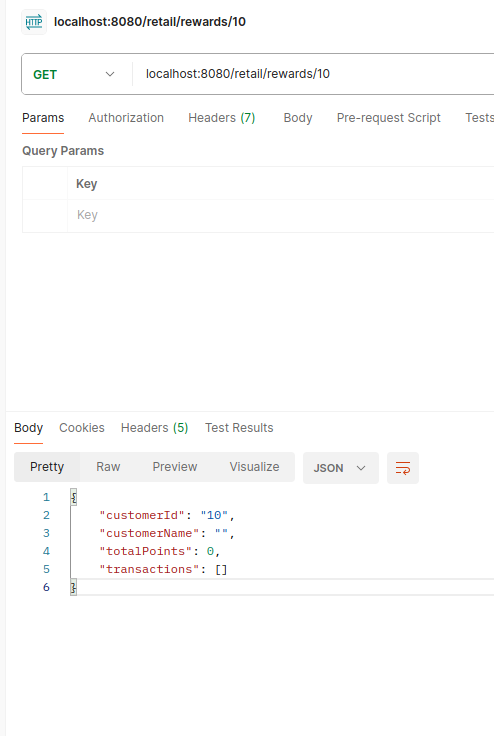 HTTP localhost:8080/retail/rewards/10
GET localhost:8080/retail/rewards/10
Params Authorization Headers (7) Body Pre-request Script Tests
Query Params
Key
Key
Body Cookies Headers (5) Test Results
Pretty Raw Preview Visualize JSON
1 {
2 "customerId": "10",
3 "customerName": "",
4 "totalPoints": 0,
5 "transactions": []
6 }